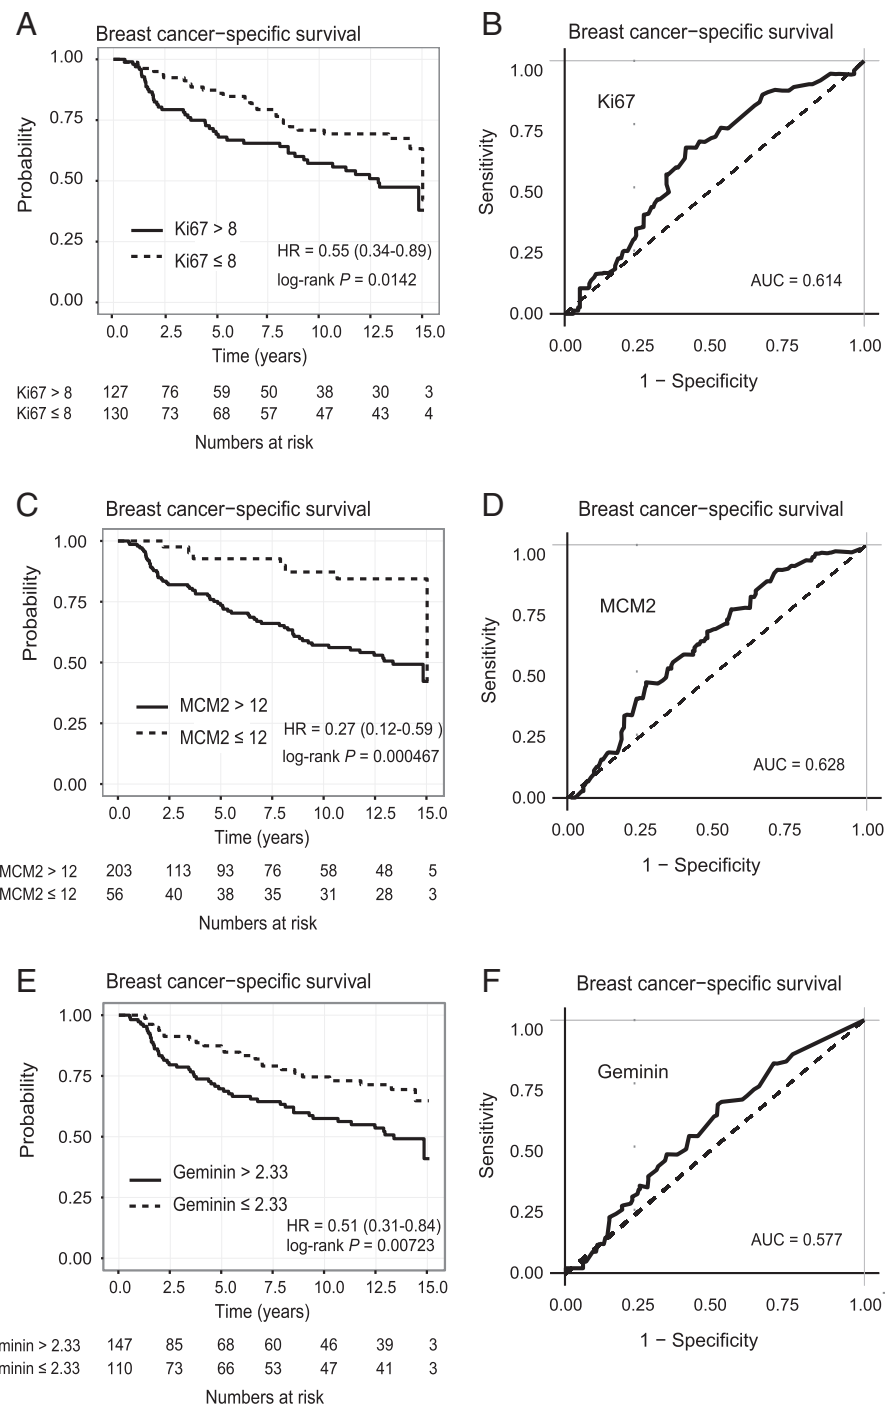 A
Breast cancer−specific survival
1.00
0.75
0.50
0.25
0.00
Probability
Ki67 > 8
Ki67 ≤ 8
HR = 0.55 (0.34-0.89)
log-rank P = 0.0142
0.0 2.5 5.0 7.5 10.0 12.5 15.0
Time (years)
Ki67 > 8 127 76 59 50 38 30 3
Ki67 ≤ 8 130 73 68 57 47 43 4
Numbers at risk
B
Breast cancer−specific survival
1.00
0.75
0.50
0.25
0.00
Sensitivity
Ki67
AUC = 0.614
0.00 0.25 0.50 0.75 1.00
1 − Specificity
C
Breast cancer−specific survival
1.00
0.75
0.50
0.25
0.00
Probability
MCM2 > 12
MCM2 ≤ 12
HR = 0.27 (0.12-0.59 )
log-rank P = 0.000467
0.0 2.5 5.0 7.5 10.0 12.5 15.0
Time (years)
MCM2 > 12 203 113 93 76 58 48 5
MCM2 ≤ 12 56 40 38 35 31 28 3
Numbers at risk
D
Breast cancer−specific survival
1.00
0.75
0.50
0.25
0.00
Sensitivity
MCM2
AUC = 0.628
0.00 0.25 0.50 0.75 1.00
1 − Specificity
E
Breast cancer−specific survival
1.00
0.75
0.50
0.25
0.00
Probability
Geminin > 2.33
Geminin ≤ 2.33
HR = 0.51 (0.31-0.84)
log-rank P = 0.00723
0.0 2.5 5.0 7.5 10.0 12.5 15.0
Time (years)
minin > 2.33 147 85 68 60 46 39 3
minin ≤ 2.33 110 73 66 53 47 41 3
Numbers at risk
F
Breast cancer−specific survival
1.00
0.75
0.50
0.25
0.00
Sensitivity
Geminin
AUC = 0.577
0.00 0.25 0.50 0.75 1.00
1 − Specificity